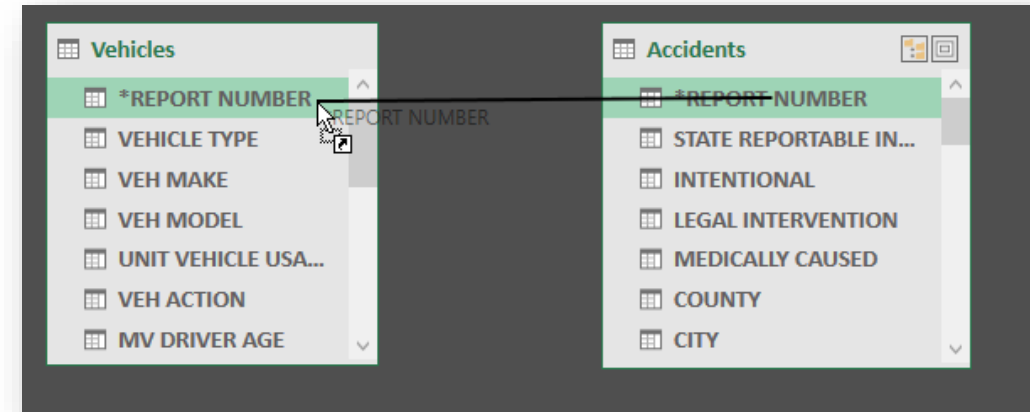 Vehicles
*REPORT NUMBER
VEHICLE TYPE
VEH MAKE
VEH MODEL
UNIT VEHICLE USA...
VEH ACTION
MV DRIVER AGE
REPORT NUMBER
Accidents
*REPORT NUMBER
STATE REPORTABLE IN...
INTENTIONAL
LEGAL INTERVENTION
MEDICALLY CAUSED
COUNTY
CITY